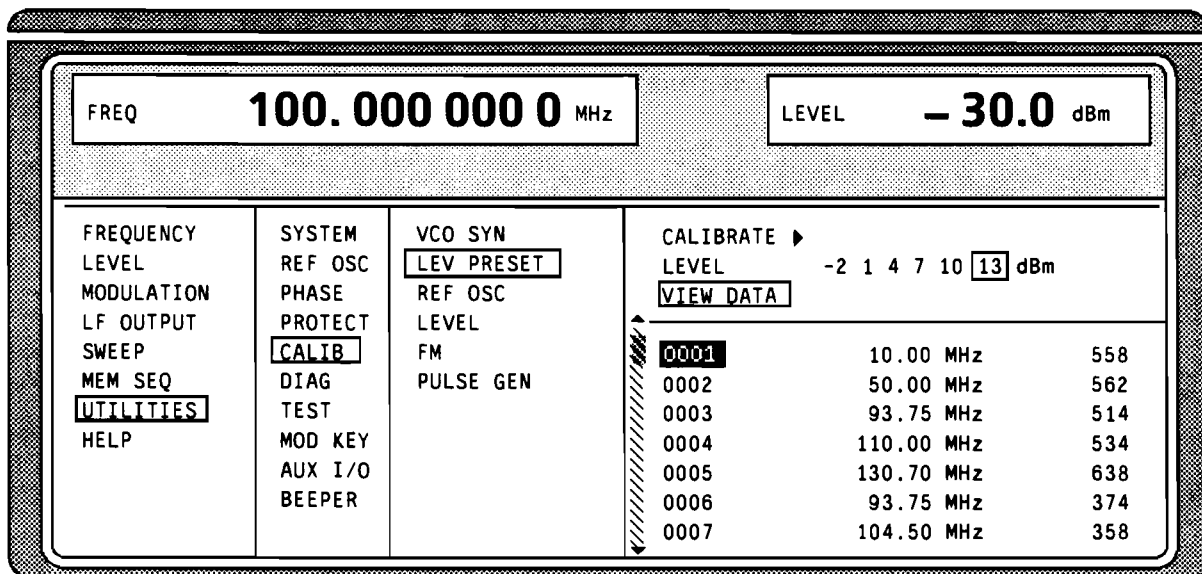 FREQ 100. 000 000 0 MHz
LEVEL – 30.0 dBm
FREQUENCY
LEVEL
MODULATION
LF OUTPUT
SWEEP
MEM SEQ
UTILITIES
HELP
SYSTEM
REF OSC
PHASE
PROTECT
CALIB
DIAG
TEST
MOD KEY
AUX I/O
BEEPER
VCO SYN
LEV PRESET
REF OSC
LEVEL
FM
PULSE GEN
CALIBRATE ▶
LEVEL -2 1 4 7 10 13 dBm
VIEW DATA
0001 10.00 MHz 558
0002 50.00 MHz 562
0003 93.75 MHz 514
0004 110.00 MHz 534
0005 130.70 MHz 638
0006 93.75 MHz 374
0007 104.50 MHz 358